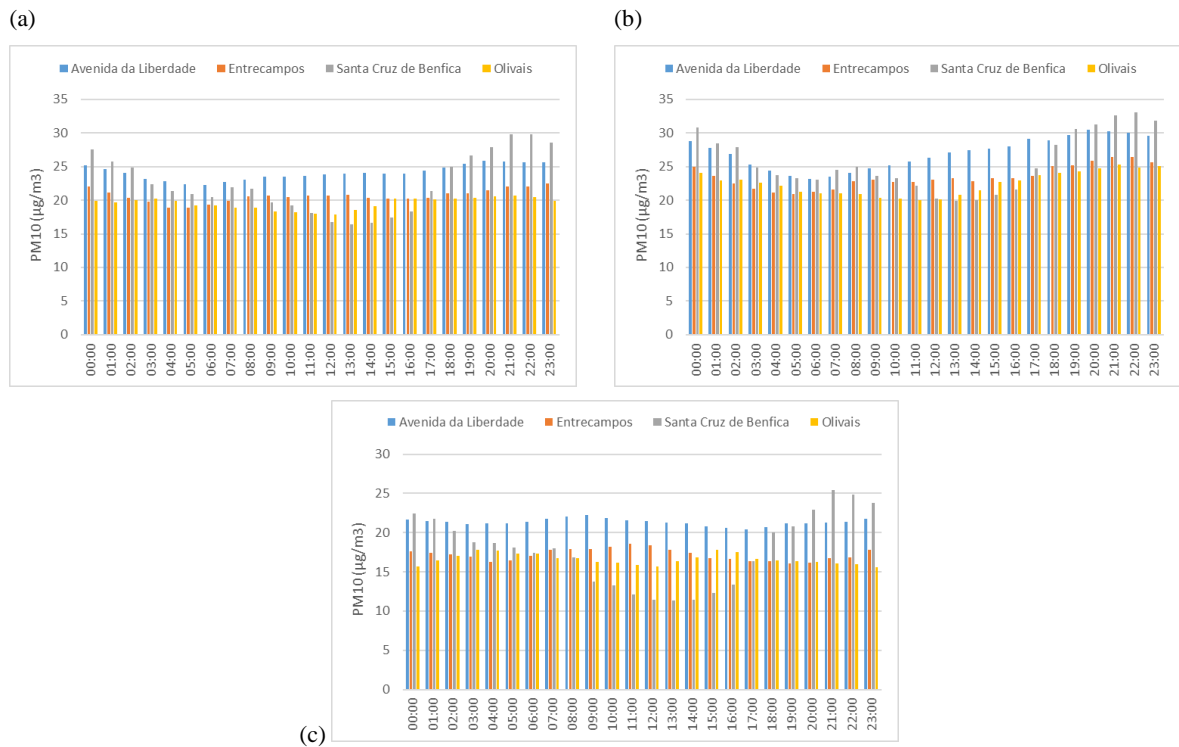 (a)
Avenida da Liberdade Entrecampos Santa Cruz de Benfica Olivais
PM10 (µg/m3)
35
30
25
20
15
10
5
0
00:00 01:00 02:00 03:00 04:00 05:00 06:00 07:00 08:00 09:00 10:00 11:00 12:00 13:00 14:00 15:00 16:00 17:00 18:00 19:00 20:00 21:00 22:00 23:00
(b)
Avenida da Liberdade Entrecampos Santa Cruz de Benfica Olivais
PM10 (µg/m3)
35
30
25
20
15
10
5
0
00:00 01:00 02:00 03:00 04:00 05:00 06:00 07:00 08:00 09:00 10:00 11:00 12:00 13:00 14:00 15:00 16:00 17:00 18:00 19:00 20:00 21:00 22:00 23:00
Avenida da Liberdade Entrecampos Santa Cruz de Benfica Olivais
PM10 (µg/m3)
30
25
20
15
10
5
0
00:00 01:00 02:00 03:00 04:00 05:00 06:00 07:00 08:00 09:00 10:00 11:00 12:00 13:00 14:00 15:00 16:00 17:00 18:00 19:00 20:00 21:00 22:00 23:00
(c)